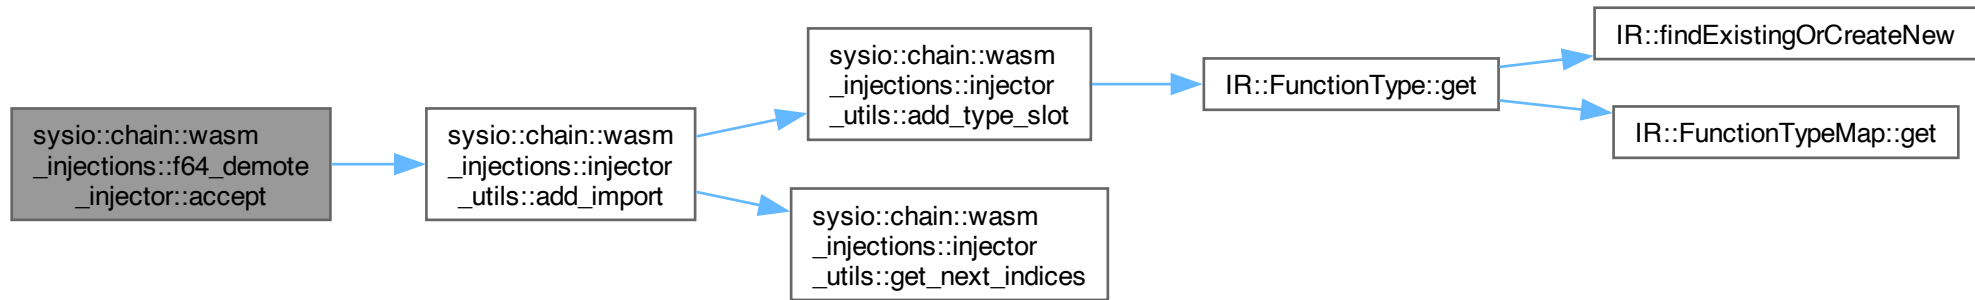 sysio::chain::wasm
_injections::f64_demote
_injector::accept
sysio::chain::wasm
_injections::injector
_utils::add_import
sysio::chain::wasm
_injections::injector
_utils::add_type_slot
sysio::chain::wasm
_injections::injector
_utils::get_next_indices
IR::FunctionType::get
IR::findExistingOrCreateNew
IR::FunctionTypeMap::get